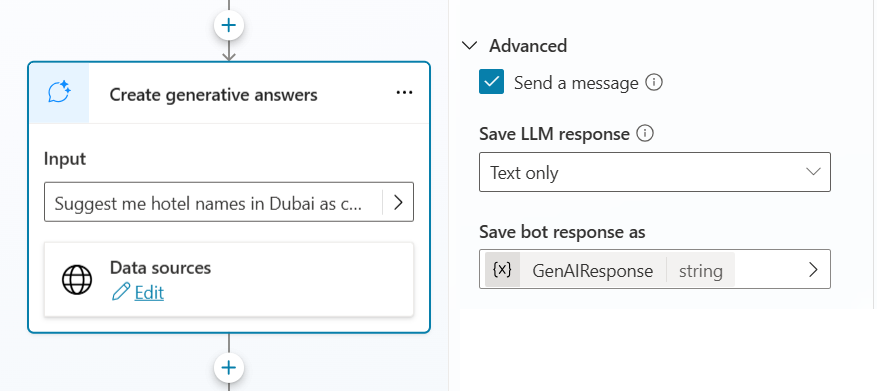 Create generative answers
Input
Suggest me hotel names in Dubai as c...
Data sources
Edit
Advanced
Send a message
Save LLM response
Text only
Save bot response as
{x} GenAIResponse string